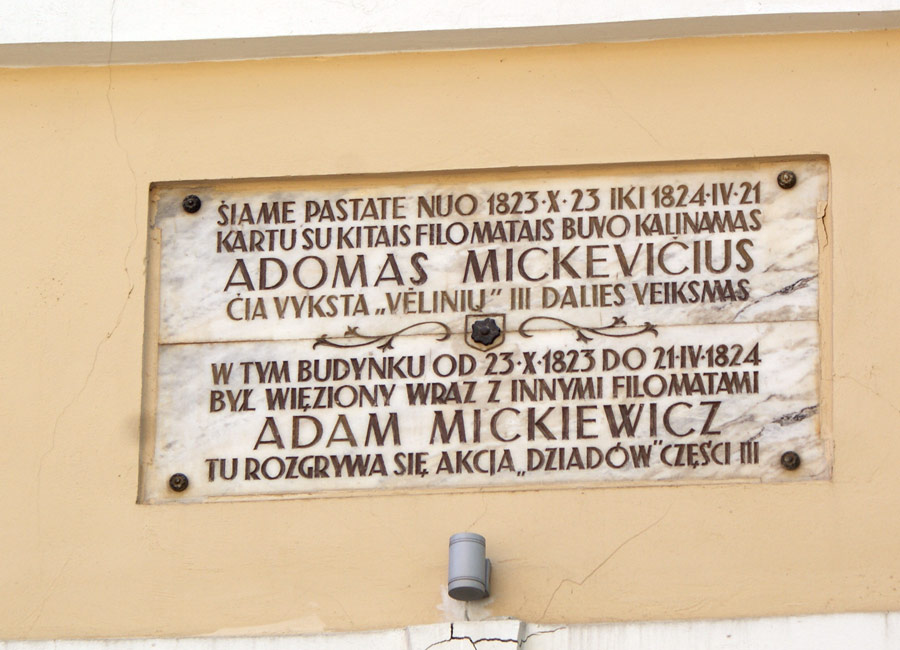 ŠIAME PASTATE NUO 1823·X·23 IKI 1824·IV·21
KARTU SU KITAIS FILOMATAIS BUVO KALINAMAS
ADOMAS MICKEVIČIUS
ČIA VYKSTA „VĖLINIŲ” III DALIES VEIKSMAS
W TYM BUDYNKU OD 23·X·1823 DO 21·IV·1824
BYŁ WIĘZIONY WRAZ Z INNYMI FILOMATAMI
ADAM MICKIEWICZ
TU ROZGRYWA SIĘ AKCJA „DZIADÓW” CZĘŚCI III